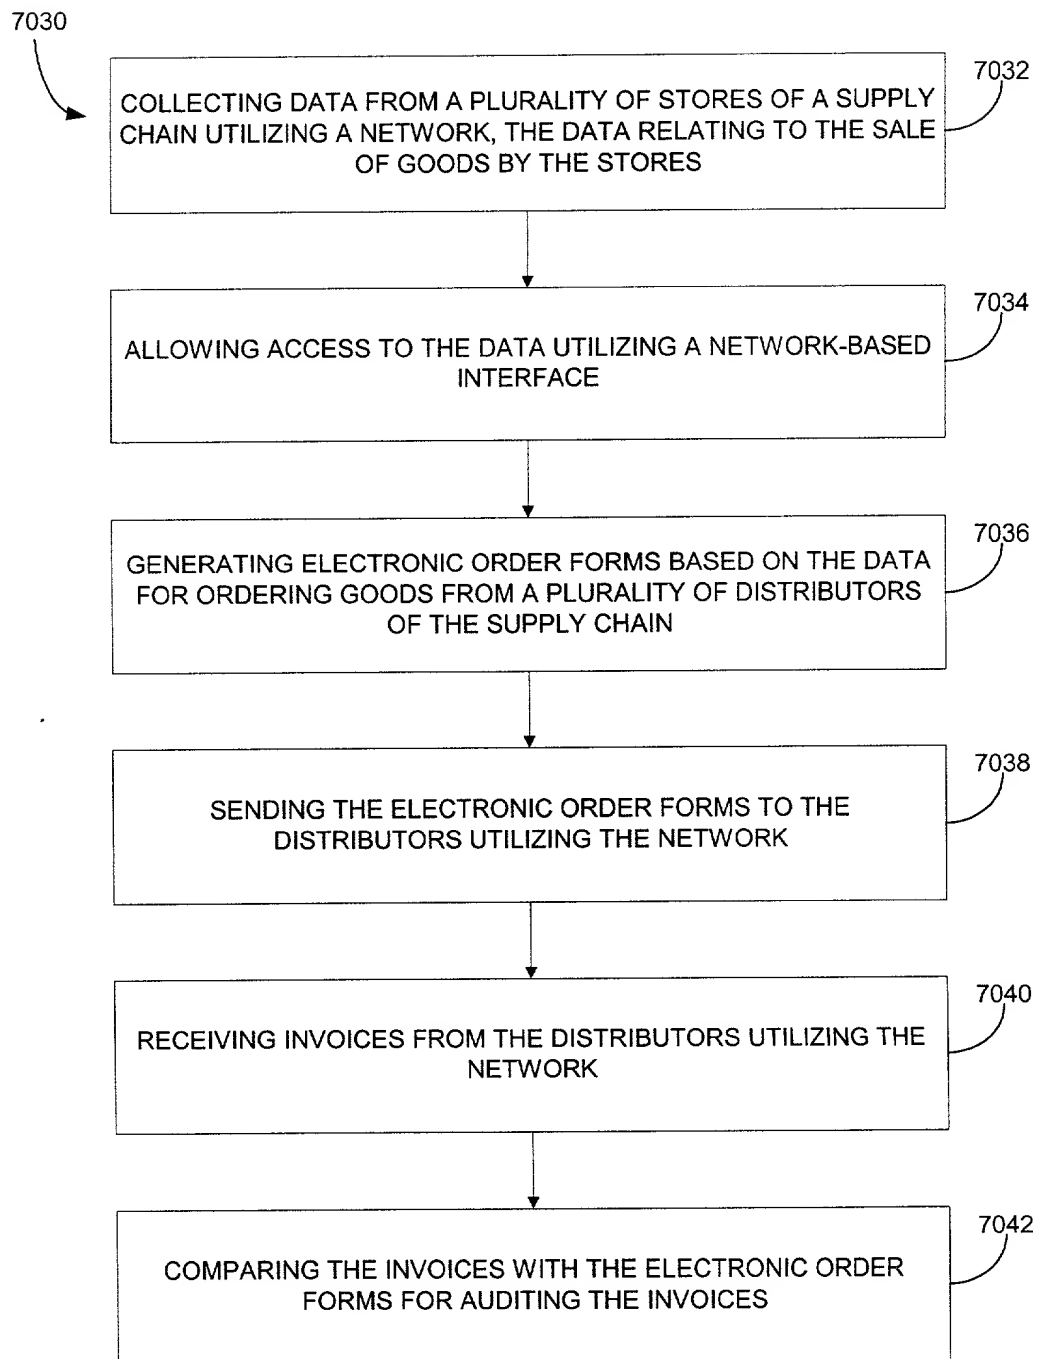 7030
7032
COLLECTING DATA FROM A PLURALITY OF STORES OF A SUPPLY
CHAIN UTILIZING A NETWORK, THE DATA RELATING TO THE SALE
OF GOODS BY THE STORES
7034
ALLOWING ACCESS TO THE DATA UTILIZING A NETWORK-BASED
INTERFACE
7036
GENERATING ELECTRONIC ORDER FORMS BASED ON THE DATA
FOR ORDERING GOODS FROM A PLURALITY OF DISTRIBUTORS
OF THE SUPPLY CHAIN
7038
SENDING THE ELECTRONIC ORDER FORMS TO THE
DISTRIBUTORS UTILIZING THE NETWORK
7040
RECEIVING INVOICES FROM THE DISTRIBUTORS UTILIZING THE
NETWORK
7042
COMPARING THE INVOICES WITH THE ELECTRONIC ORDER
FORMS FOR AUDITING THE INVOICES